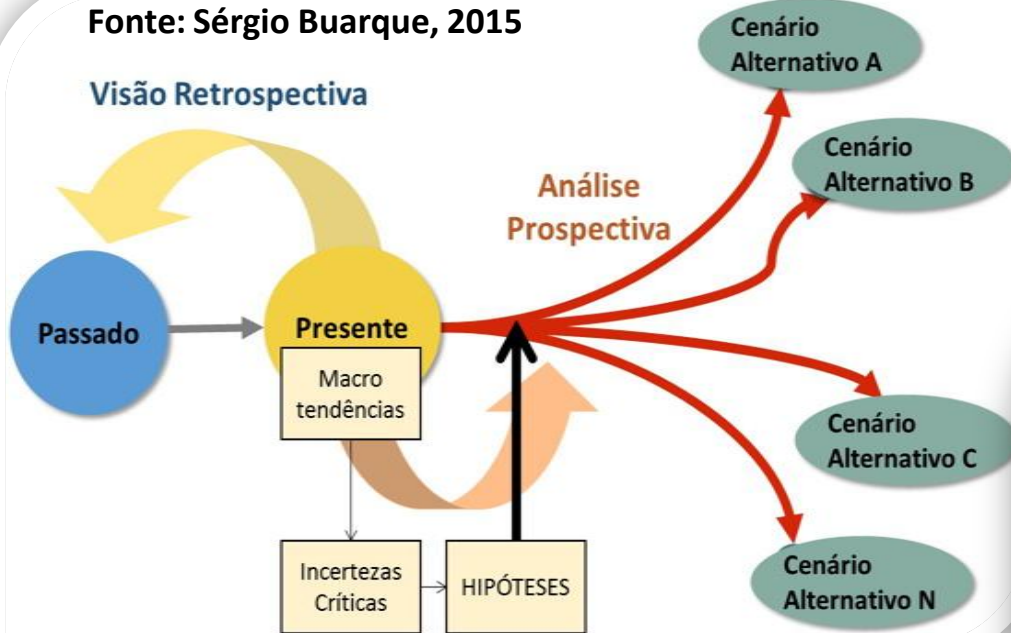 Fonte: Sérgio Buarque, 2015
Visão Retrospectiva
Passado
Presente
Macro
tendências
Incertezas
Críticas
HIPÓTESES
Análise
Prospectiva
Cenário
Alternativo A
Cenário
Alternativo B
Cenário
Alternativo C
Cenário
Alternativo N